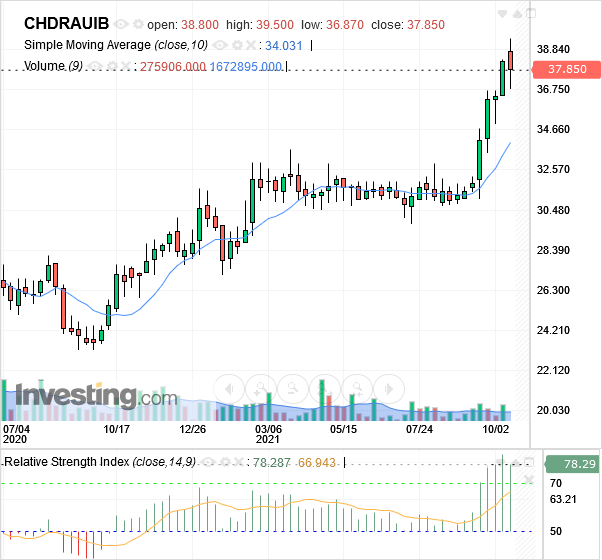 CHDRAUIB open: 38.800 high: 39.500 low: 36.870 close: 37.850
Simple Moving Average (close,10) : 34.031 |
Volume (9) : 275906.000 1672895.000 |
38.840
37.850
36.750
34.660
32.570
30.480
28.390
26.300
24.210
22.120
20.030
Investing.com
07/04 10/17 12/26 03/06 05/15 07/24 10/02
2020 2021
Relative Strength Index (close,14,9) : 78.287 66.943 |
78.29
70
63.21
50